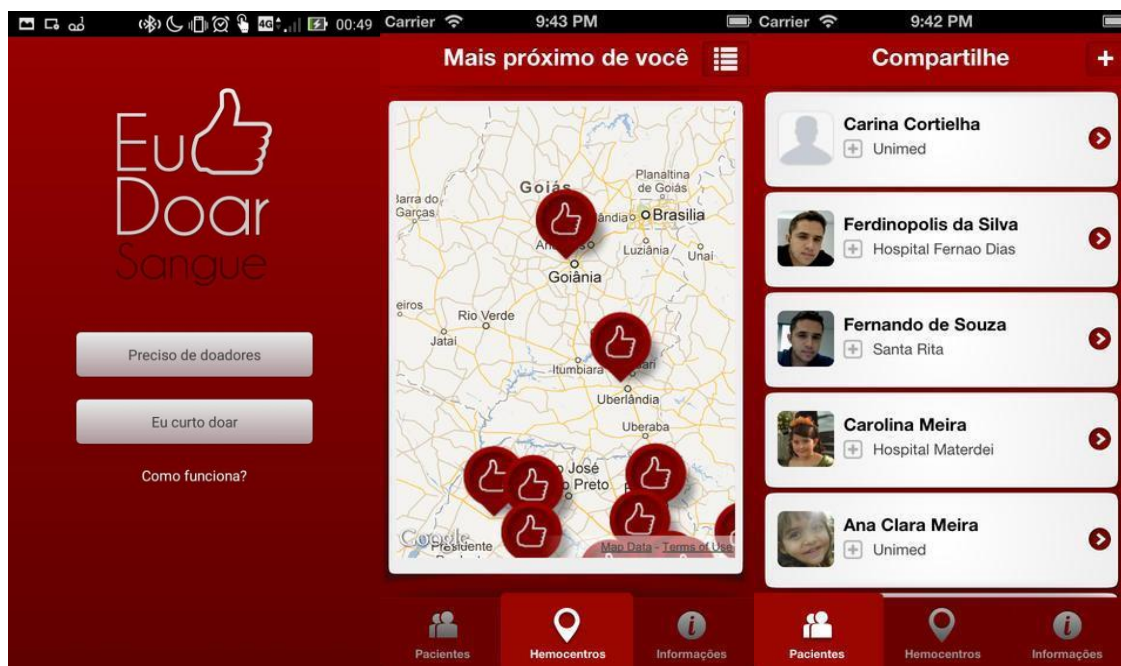 4G 00:49
Eu
Doar
Sangue
Preciso de doadores
Eu curto doar
Como funciona?
Carrier 9:43 PM
Mais próximo de você
Goiás
Planaltina
de Goiás
Barra do
Garças
Brasilia
Luziânia
Unaí
Goiânia
Rio Verde
Jataí
Itumbiara
Uberlândia
Uberaba
José
Preto
Google
Presidente
Map Data - Terms of Use
Pacientes
Hemocentros
Informações
Carrier 9:42 PM
Compartilhe
+
Carina Cortielha
Unimed
Ferdinopolis da Silva
Hospital Fernao Dias
Fernando de Souza
Santa Rita
Carolina Meira
Hospital Materdei
Ana Clara Meira
Unimed
Pacientes
Hemocentros
Informações